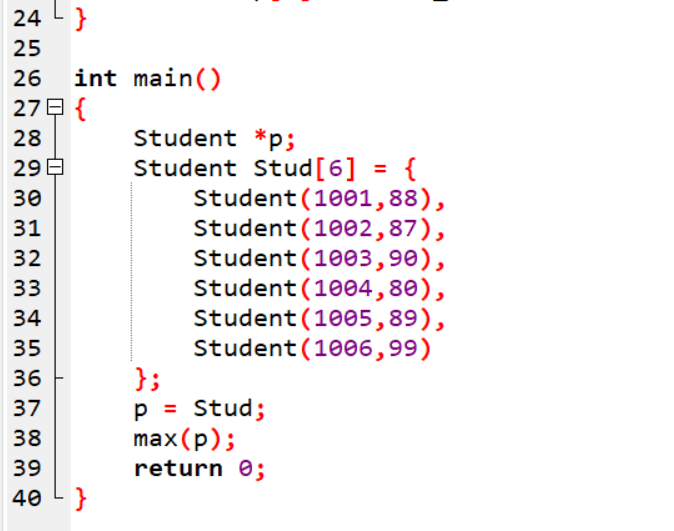 24 }
25
26 int main()
27 {
28 Student *p;
29 Student Stud[6] = {
30 Student(1001,88),
31 Student(1002,87),
32 Student(1003,90),
33 Student(1004,80),
34 Student(1005,89),
35 Student(1006,99)
36 };
37 p = Stud;
38 max(p);
39 return 0;
40 }